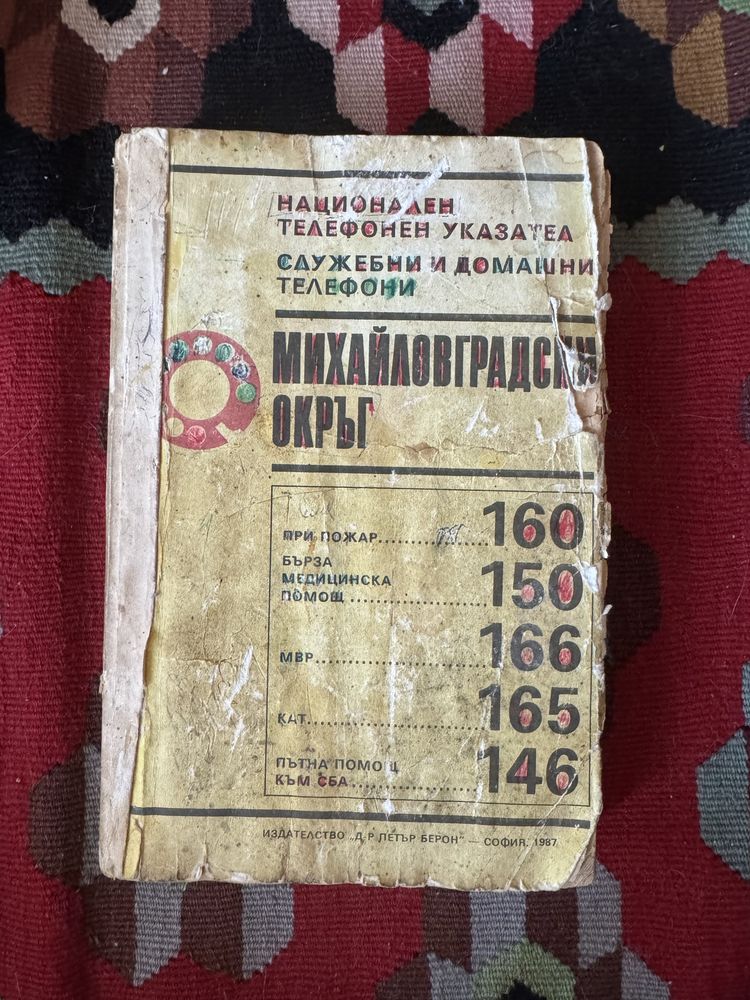 НАЦИОНАЛЕН
ТЕЛЕФОНЕН УКАЗАТЕЛ
СЛУЖЕБНИ И ДОМАШНИ
ТЕЛЕФОНИ
МИХАЙЛОВГРАДСКИ
ОКРЪГ
ПРИ ПОЖАР.................160
БЪРЗА
МЕДИЦИНСКА
ПОМОЩ.................150
МВР.................166
КАТ.................165
ПЪТНА ПОМОЩ
КЪМ СБА.................146
ИЗДАТЕЛСТВО „Д-Р ПЕТЪР БЕРОН" — СОФИЯ, 1987